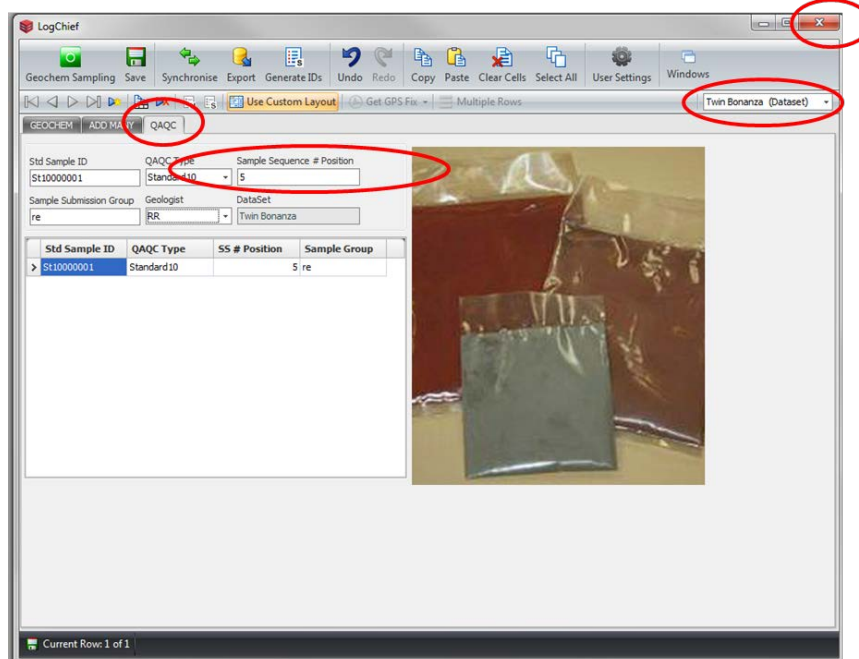 LogChief
Geochem Sampling Save Synchronise Export Generate IDs Undo Redo Copy Paste Clear Cells Select All User Settings Windows
Use Custom Layout Get GPS Fix Multiple Rows Twin Bonanza (Dataset)
GEOCHEM ADD MANY QAQC
Std Sample ID QAQC Type Sample Sequence # Position
St10000001 Standard10 5
Sample Submission Group Geologist DataSet
re RR Twin Bonanza
Std Sample ID QAQC Type SS # Position Sample Group
St10000001 Standard10 5 re
Current Row: 1 of 1